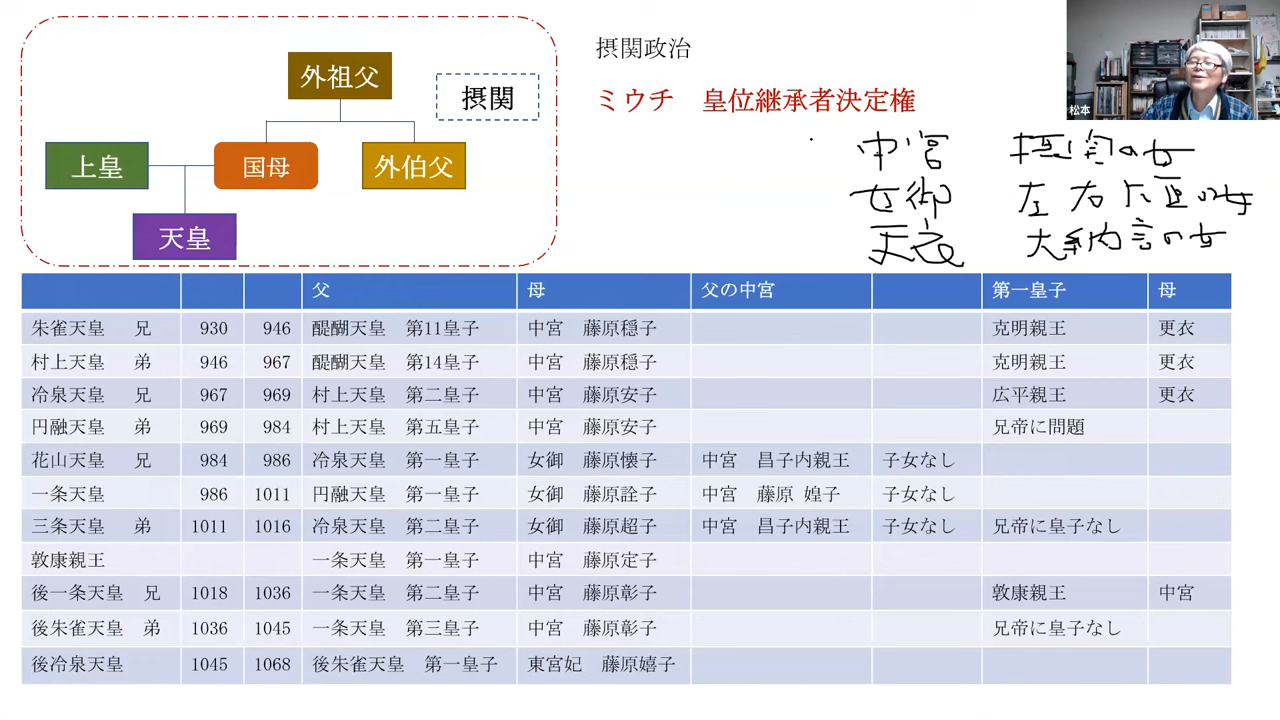 外祖父
摂関
上皇
国母
外伯父
天皇
摂関政治
ミウチ 皇位継承者決定権
松本
中宮 摂関の女
女御 左右大臣の女
更衣 大納言の女
父 母 父の中宮 第一皇子 母
朱雀天皇 兄 930 946 醍醐天皇 第11皇子 中宮 藤原穏子 克明親王 更衣
村上天皇 弟 946 967 醍醐天皇 第14皇子 中宮 藤原穏子 克明親王 更衣
冷泉天皇 兄 967 969 村上天皇 第二皇子 中宮 藤原安子 広平親王 更衣
円融天皇 弟 969 984 村上天皇 第五皇子 中宮 藤原安子 兄帝に問題
花山天皇 兄 984 986 冷泉天皇 第一皇子 女御 藤原懐子 中宮 昌子内親王 子女なし
一条天皇 986 1011 円融天皇 第一皇子 女御 藤原詮子 中宮 藤原 媓子 子女なし
三条天皇 弟 1011 1016 冷泉天皇 第二皇子 女御 藤原超子 中宮 昌子内親王 子女なし 兄帝に皇子なし
敦康親王 一条天皇 第一皇子 中宮 藤原定子
後一条天皇 兄 1018 1036 一条天皇 第二皇子 中宮 藤原彰子 敦康親王 中宮
後朱雀天皇 弟 1036 1045 一条天皇 第三皇子 中宮 藤原彰子 兄帝に皇子なし
後冷泉天皇 1045 1068 後朱雀天皇 第一皇子 東宮妃 藤原嬉子